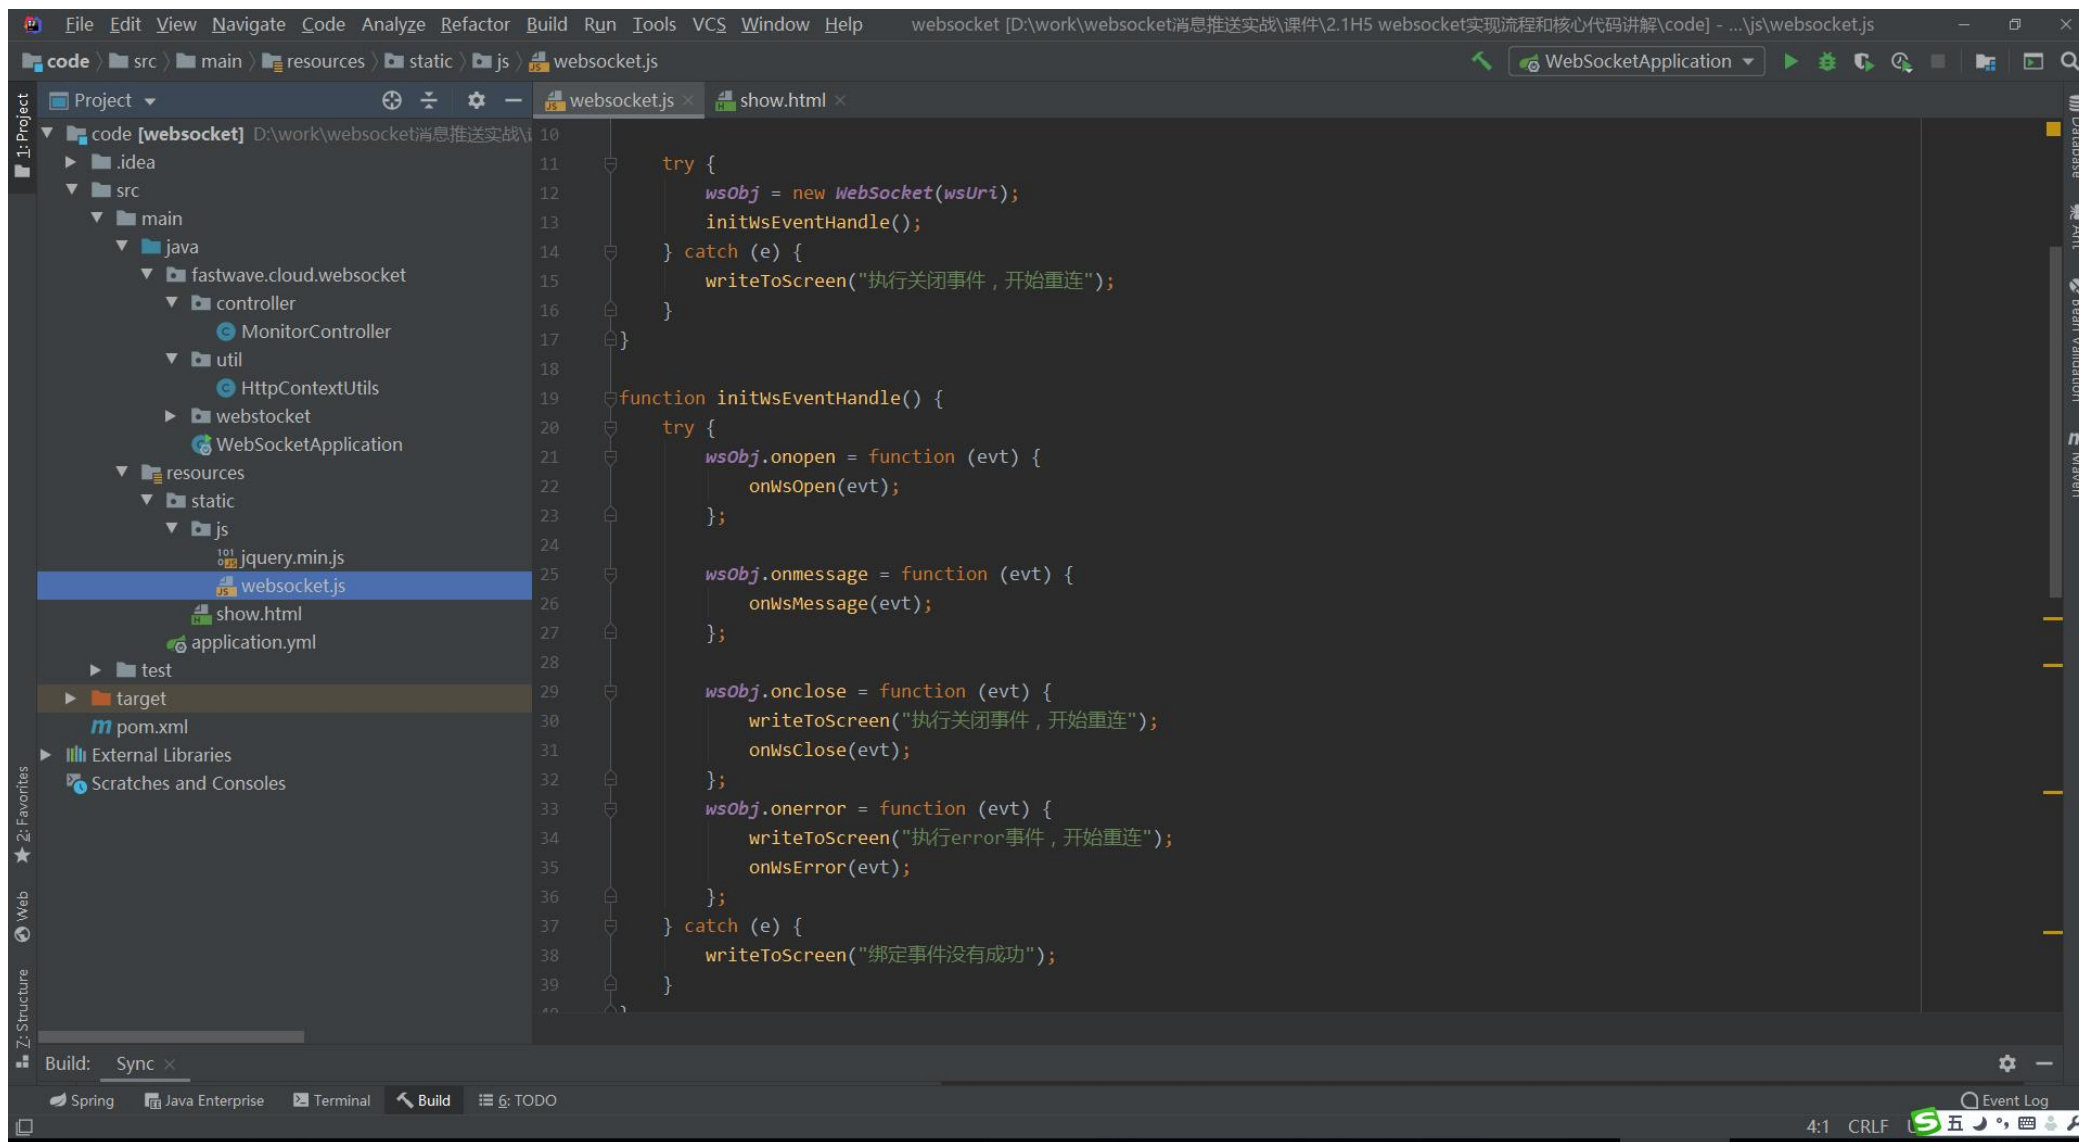 File Edit View Navigate Code Analyze Refactor Build Run Tools VCS Window Help websocket [D:\work\websocket消息推送实战\课件\2.1H5 websocket实现流程和核心代码讲解\code] - ...\js\websocket.js
code src main resources static js websocket.js WebSocketApplication
1: Project
Project
websocket.js show.html
code [websocket] D:\work\websocket消息推送实战\
.idea
src
main
java
fastwave.cloud.websocket
controller
MonitorController
util
HttpContextUtils
webstocket
WebSocketApplication
resources
static
js
jquery.min.js
websocket.js
show.html
application.yml
test
target
pom.xml
External Libraries
Scratches and Consoles
2: Favorites
Web
Z: Structure
10
11 try {
12 wsObj = new WebSocket(wsUri);
13 initWsEventHandle();
14 } catch (e) {
15 writeToScreen("执行关闭事件，开始重连");
16 }
17 }
18
19 function initWsEventHandle() {
20 try {
21 wsObj.onopen = function (evt) {
22 onWsOpen(evt);
23 };
24
25 wsObj.onmessage = function (evt) {
26 onWsMessage(evt);
27 };
28
29 wsObj.onclose = function (evt) {
30 writeToScreen("执行关闭事件，开始重连");
31 onWsClose(evt);
32 };
33 wsObj.onerror = function (evt) {
34 writeToScreen("执行error事件，开始重连");
35 onWsError(evt);
36 };
37 } catch (e) {
38 writeToScreen("绑定事件没有成功");
39 }
}
Database
Ant
Bean Validation
Maven
Build: Sync
Spring Java Enterprise Terminal Build 6: TODO Event Log
4:1 CRLF 五